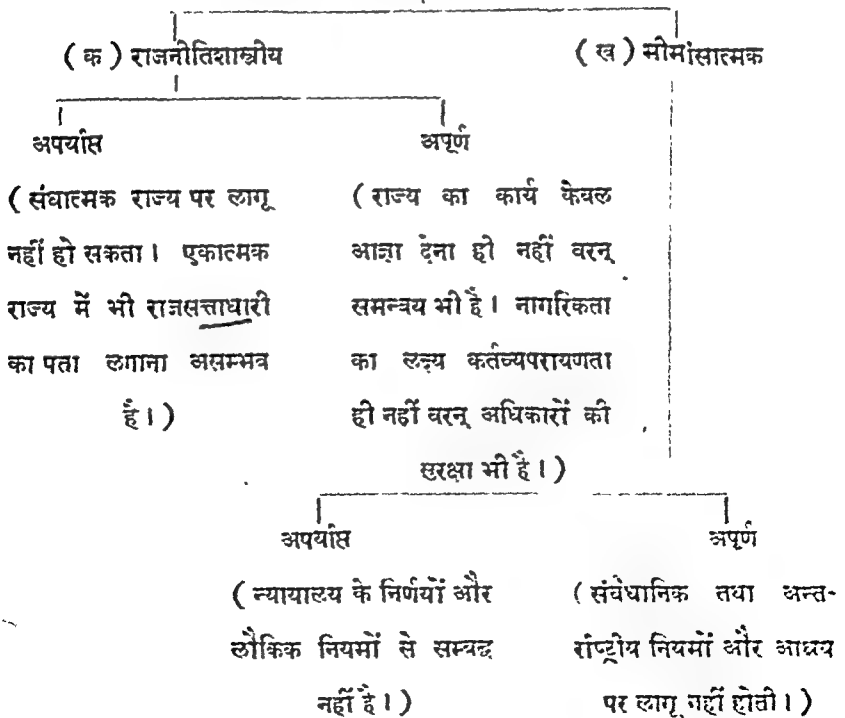 ( क ) राजनीतिशास्त्रीय
( ख ) मीमांसात्मक
अपर्याप्त
( संघात्मक राज्य पर लागू
नहीं हो सकता। एकात्मक
राज्य में भी राजसत्ताधारी
का पता लगाना असम्भव
है। )
अपूर्ण
( राज्य का कार्य केवल
आज्ञा देना ही नहीं वरन्
समन्वय भी है। नागरिकता
का लक्ष्य कर्तव्यपरायणता
ही नहीं वरन् अधिकारों की
सुरक्षा भी है। )
अपर्याप्त
( न्यायालय के निर्णयों और
लौकिक नियमों से सम्बद्ध
नहीं है। )
अपूर्ण
( संवैधानिक तथा अन्त-
र्राष्ट्रीय नियमों और
पर लागू नहीं होती। )